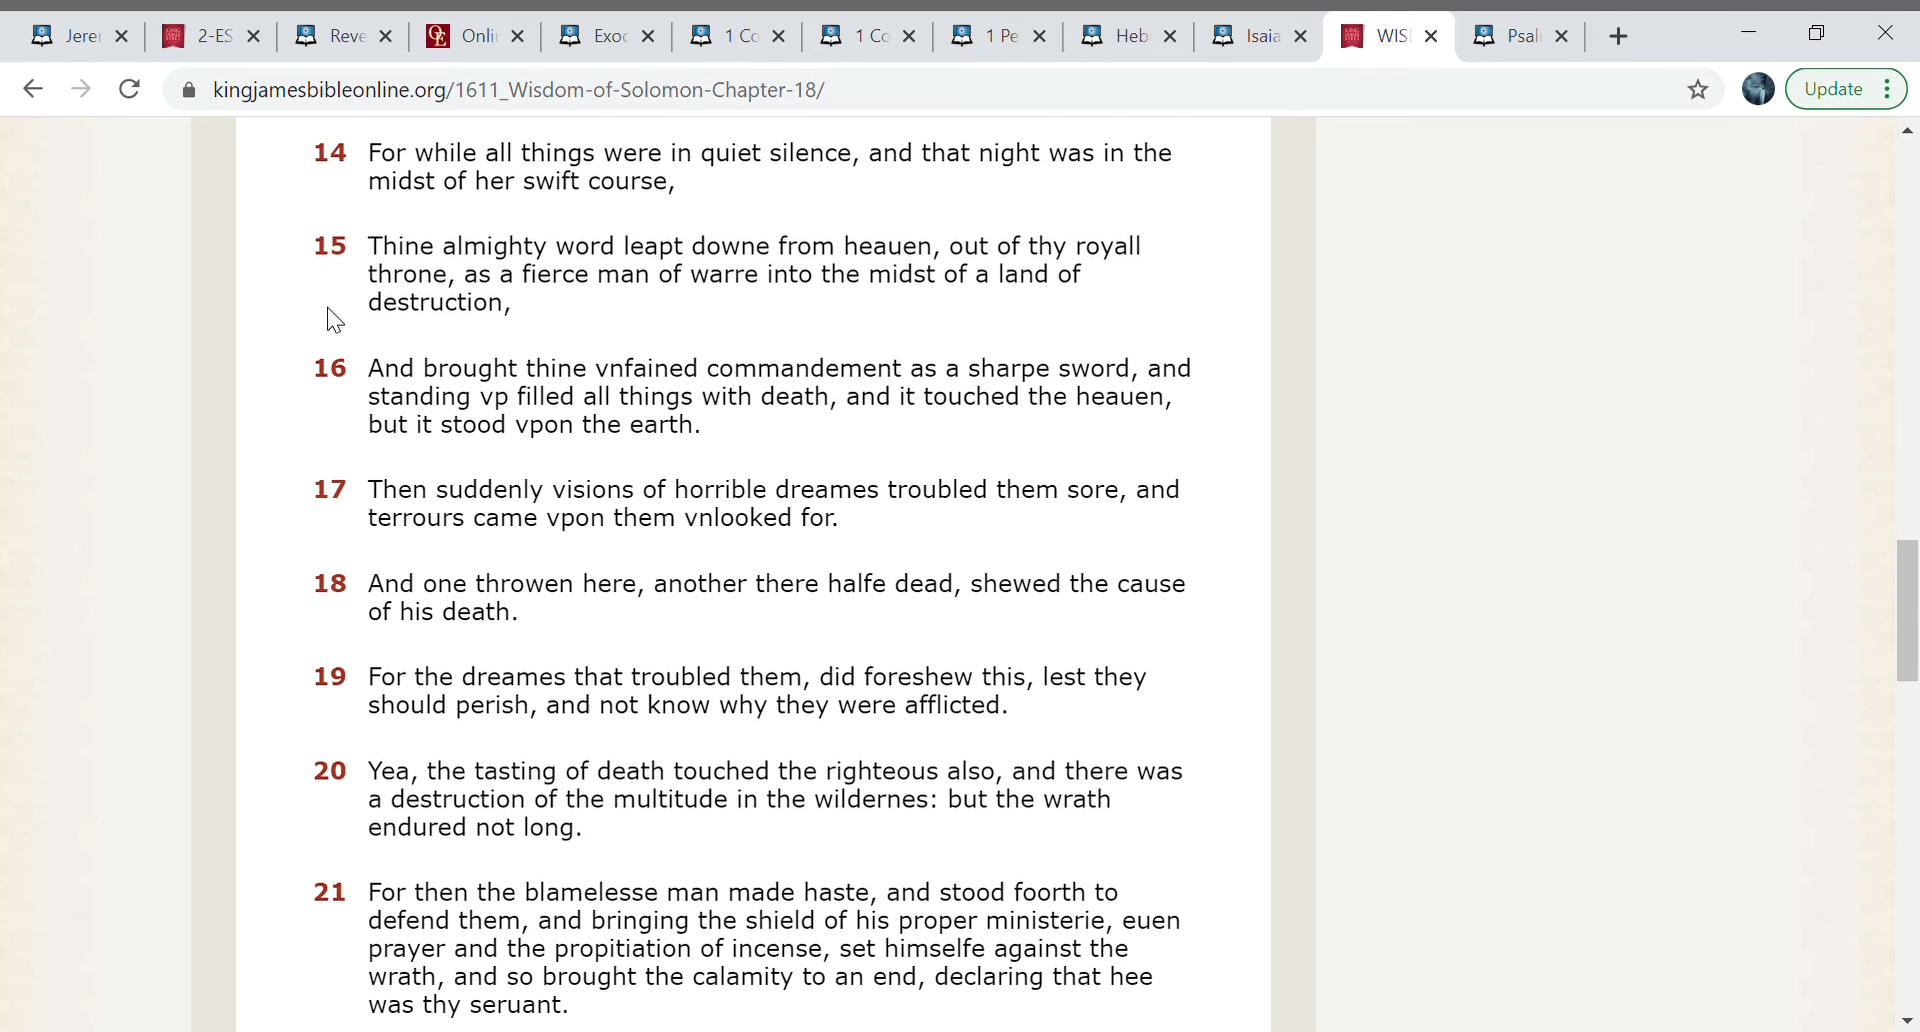 Jerer
2-ES
Reve
Onli
Exoc
1 Co
1 Co
1 Pe
Heb
Isaia
WIS
Psal
kingjamesbibleonline.org/1611_Wisdom-of-Solomon-Chapter-18/
Update
14 For while all things were in quiet silence, and that night was in the
midst of her swift course,
15 Thine almighty word leapt downe from heauen, out of thy royall
throne, as a fierce man of warre into the midst of a land of
destruction,
16 And brought thine vnfained commandement as a sharpe sword, and
standing vp filled all things with death, and it touched the heauen,
but it stood vpon the earth.
17 Then suddenly visions of horrible dreames troubled them sore, and
terrours came vpon them vnlooked for.
18 And one throwen here, another there halfe dead, shewed the cause
of his death.
19 For the dreames that troubled them, did foreshew this, lest they
should perish, and not know why they were afflicted.
20 Yea, the tasting of death touched the righteous also, and there was
a destruction of the multitude in the wildernes: but the wrath
endured not long.
21 For then the blamelesse man made haste, and stood foorth to
defend them, and bringing the shield of his proper ministerie, euen
prayer and the propitiation of incense, set himselfe against the
wrath, and so brought the calamity to an end, declaring that hee
was thy seruant.